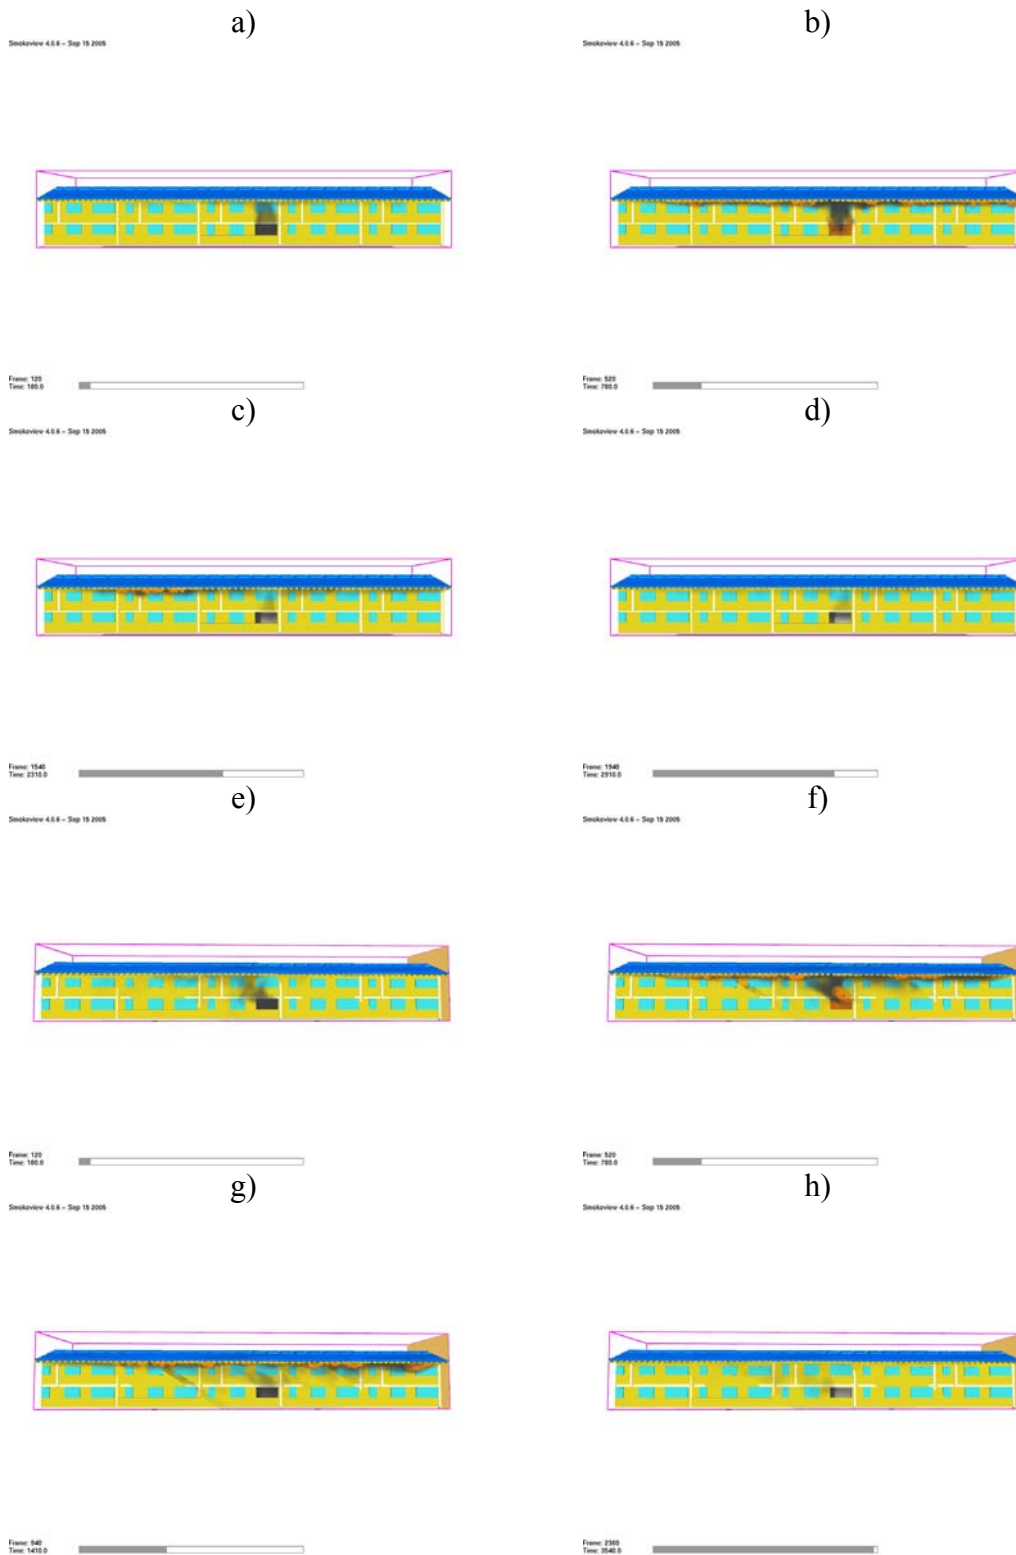 a)
b)
Smokeview 4.0.6 – Sep 15 2005
Smokeview 4.0.6 – Sep 15 2005
Frame: 120
Time: 180.0
Frame: 520
Time: 780.0
c)
d)
Smokeview 4.0.6 – Sep 15 2005
Smokeview 4.0.6 – Sep 15 2005
Frame: 1540
Time: 2310.0
Frame: 1940
Time: 2910.0
e)
f)
Smokeview 4.0.6 – Sep 15 2005
Smokeview 4.0.6 – Sep 15 2005
Frame: 120
Time: 180.0
Frame: 520
Time: 780.0
g)
h)
Smokeview 4.0.6 – Sep 15 2005
Smokeview 4.0.6 – Sep 15 2005
Frame: 940
Time: 1410.0
Frame: 2360
Time: 3540.0